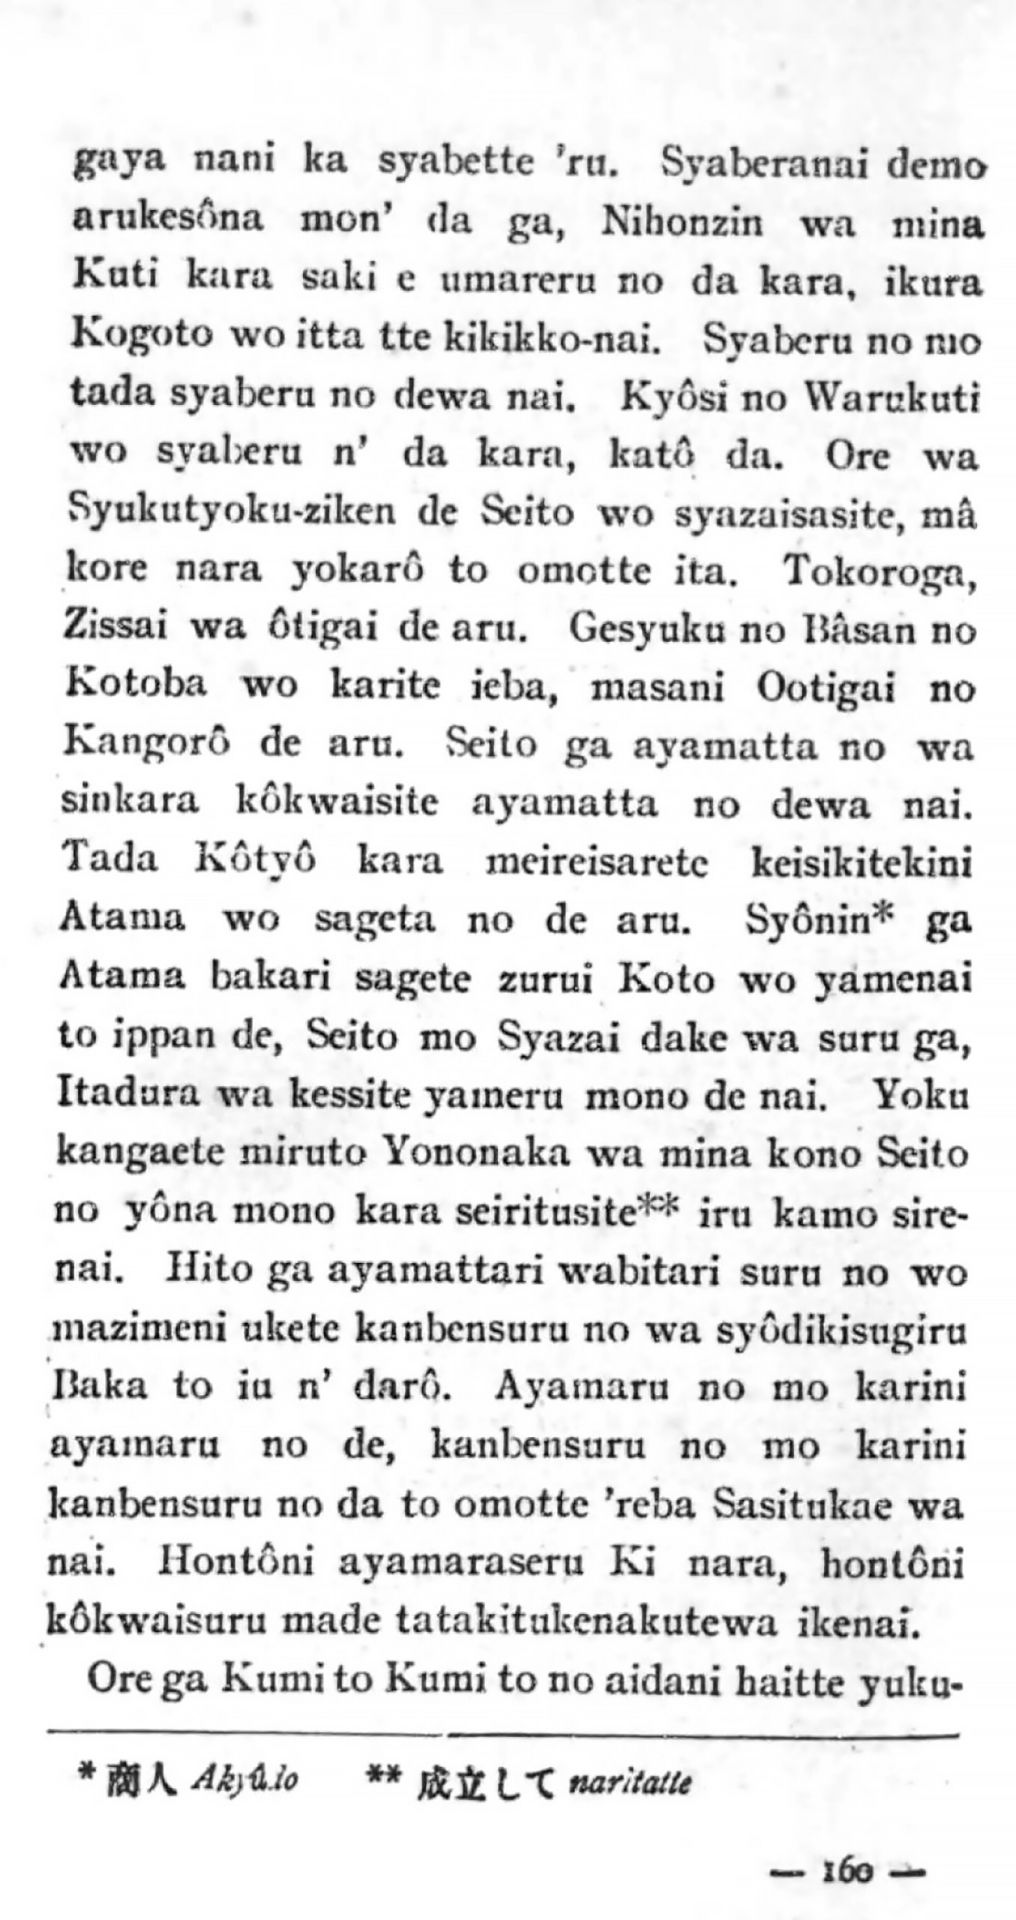 gaya nani ka syabette ’ru. Syaberanai demo
arukesôna mon’ da ga, Nihonzin wa mina
Kuti kara saki e umareru no da kara, ikura
Kogoto wo itta tte kikikko-nai. Syaberu no mo
tada syaberu no dewa nai. Kyôsi no Warukuti
wo syaberu n’ da kara, katô da. Ore wa
Syukutyoku-ziken de Seito wo syazaisasite, mâ
kore nara yokarô to omotte ita. Tokoroga,
Zissai wa ôtigai de aru. Gesyuku no Bâsan no
Kotoba wo karite ieba, masani Ootigai no
Kangorô de aru. Seito ga ayamatta no wa
sinkara kôkwaisite ayamatta no dewa nai.
Tada Kôtyô kara meireisarete keisikitekini
Atama wo sageta no de aru. Syônin* ga
Atama bakari sagete zurui Koto wo yamenai
to ippan de, Seito mo Syazai dake wa suru ga,
Itadura wa kessite yameru mono de nai. Yoku
kangaete miruto Yononaka wa mina kono Seito
no yôna mono kara seiritusite** iru kamo sire-
nai. Hito ga ayamattari wabitari suru no wo
mazimeni ukete kanbensuru no wa syôdikisugiru
Baka to iu n’ darô. Ayamaru no mo karini
ayamaru no de, kanbensuru no mo karini
kanbensuru no da to omotte ’reba Sasitukae wa
nai. Hontôni ayamaraseru Ki nara, hontôni
kôkwaisuru made tatakitukenakutewa ikenai.
Ore ga Kumi to Kumi to no aidani haitte yuku-
* 商人 ** 成立して naritatte
— 160 —